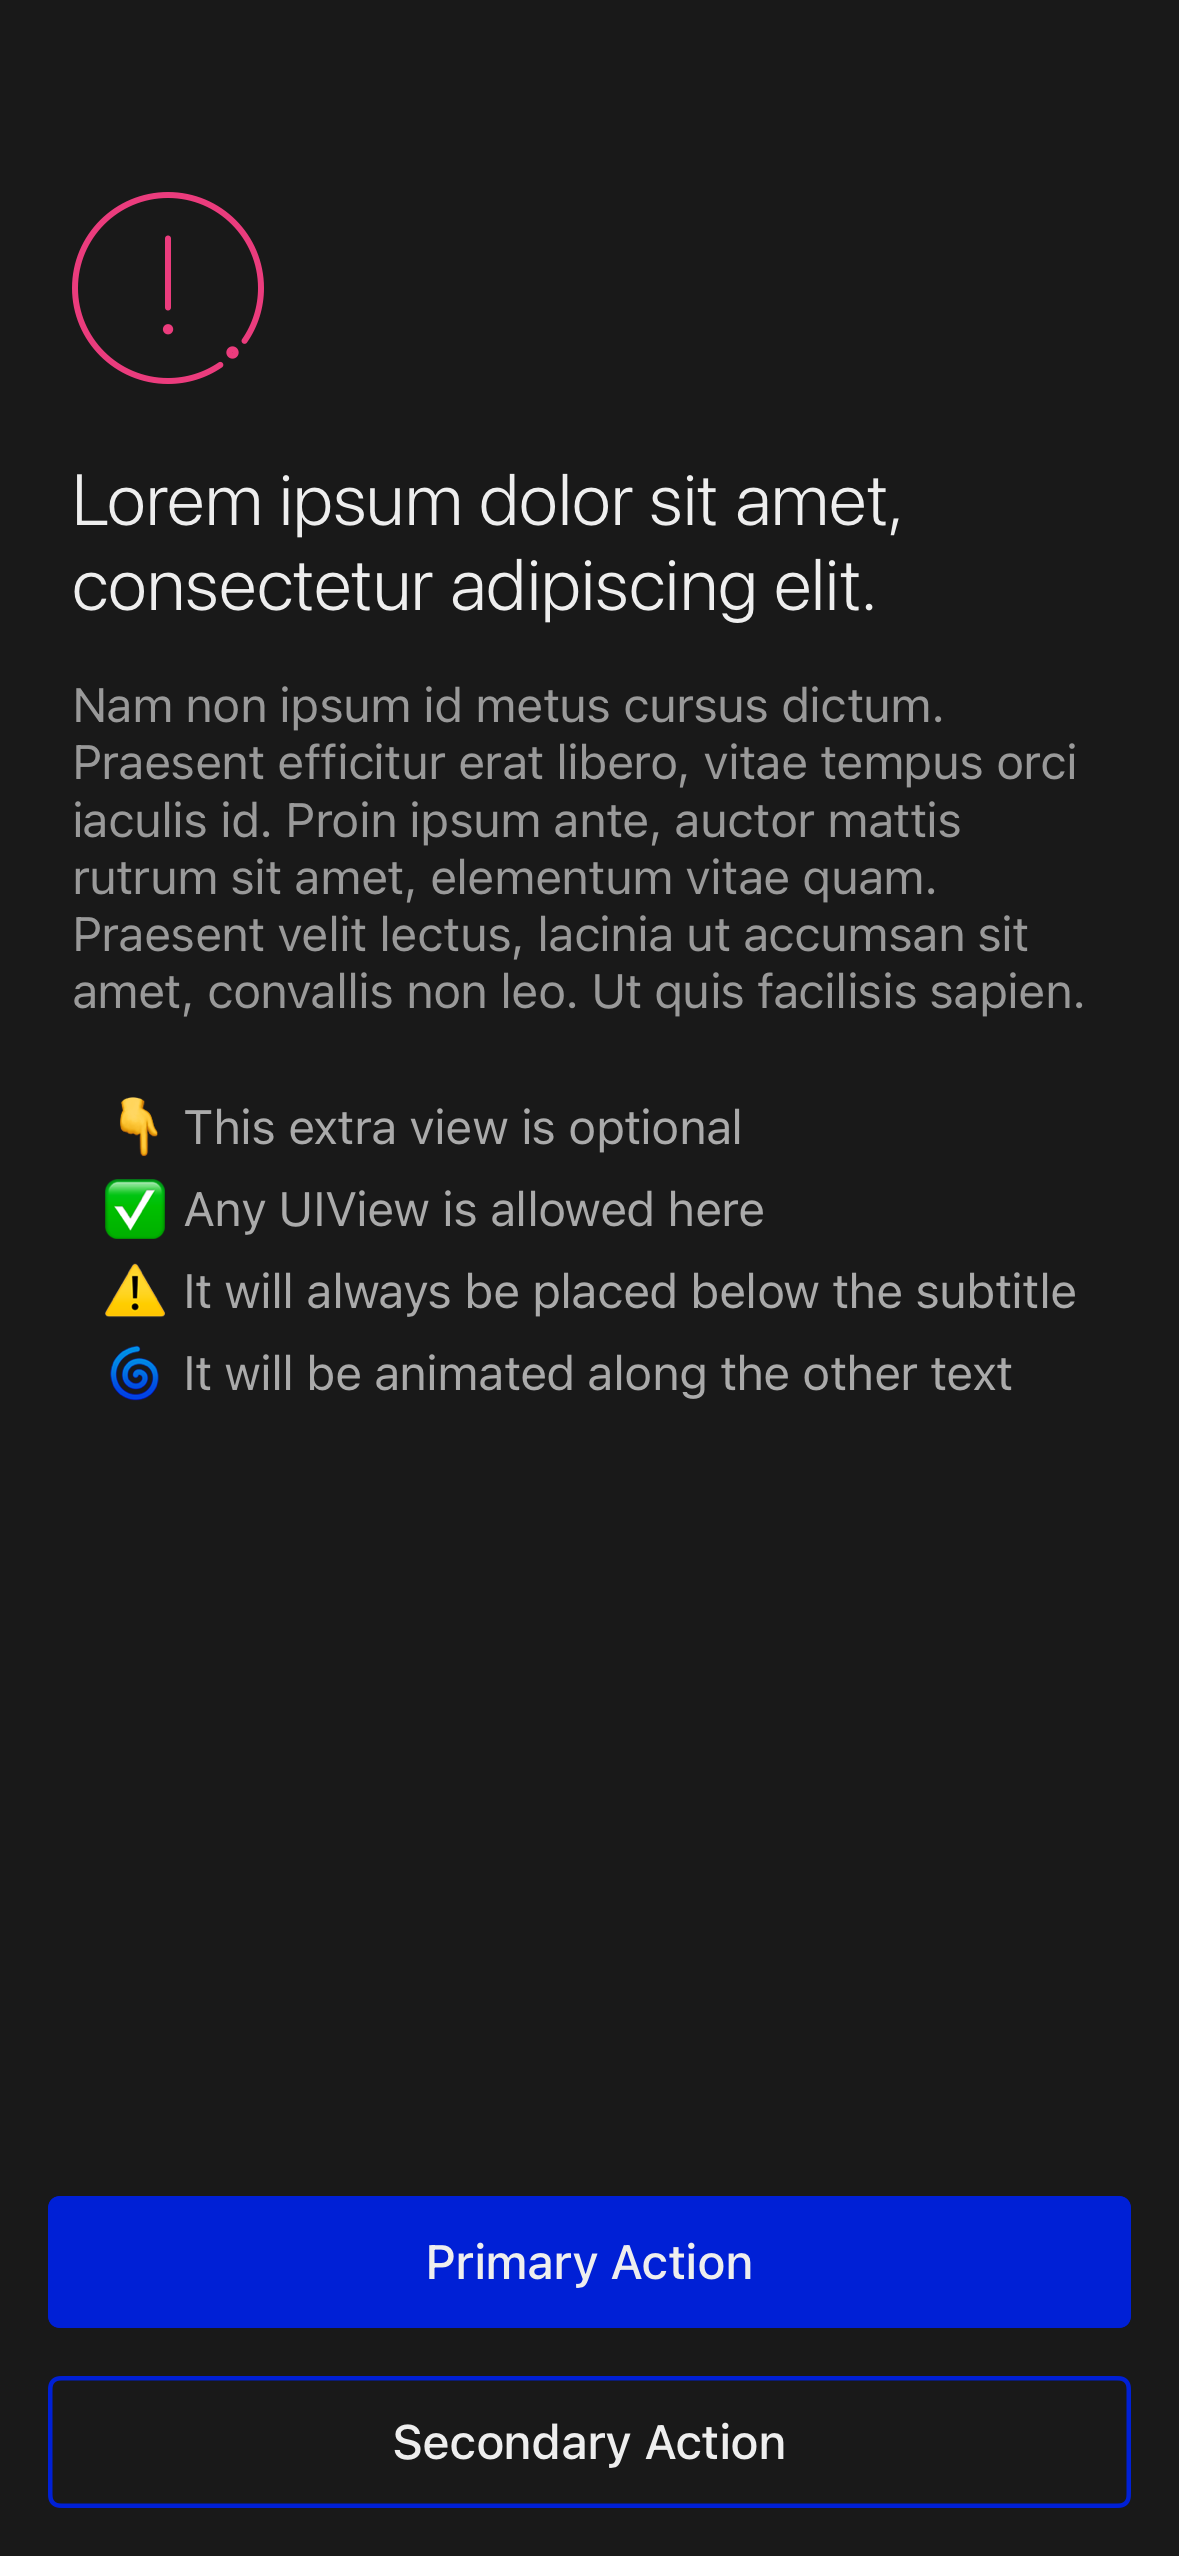 Lorem ipsum dolor sit amet,
consectetur adipiscing elit.
Nam non ipsum id metus cursus dictum.
Praesent efficitur erat libero, vitae tempus orci
iaculis id. Proin ipsum ante, auctor mattis
rutrum sit amet, elementum vitae quam.
Praesent velit lectus, lacinia ut accumsan sit
amet, convallis non leo. Ut quis facilisis sapien.
👇 This extra view is optional
✅ Any UIView is allowed here
⚠️ It will always be placed below the subtitle
🌀 It will be animated along the other text
Primary Action
Secondary Action